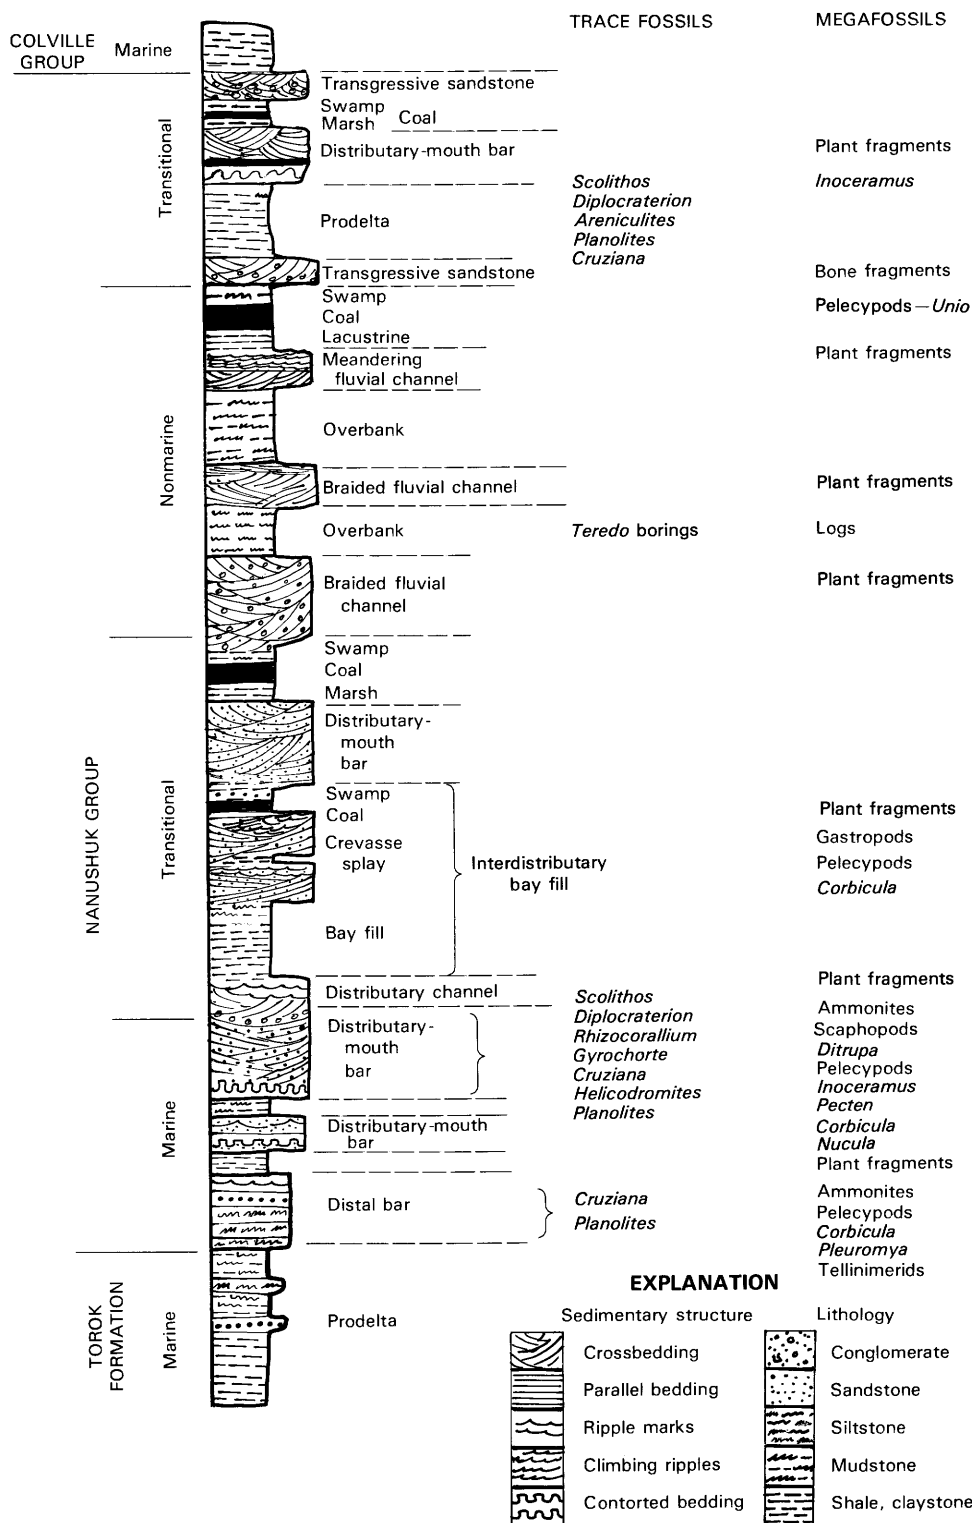 TRACE FOSSILS
MEGAFOSSILS
COLVILLE
GROUP
Marine
Transitional
Transgressive sandstone
Swamp
Marsh
Coal
Distributary-mouth bar
Plant fragments
Scolithos
Inoceramus
Diplocraterion
Prodelta
Areniculites
Planolites
Cruziana
Transgressive sandstone
Bone fragments
Nonmarine
Swamp
Coal
Pelecypods—Unio
Lacustrine
Meandering
fluvial channel
Plant fragments
Overbank
Braided fluvial channel
Plant fragments
Overbank
Teredo borings
Logs
Braided fluvial
channel
Plant fragments
NANUSHUK GROUP
Transitional
Swamp
Coal
Marsh
Distributary-
mouth
bar
Swamp
Coal
Plant fragments
Crevasse
splay
Gastropods
Interdistributary
bay fill
Pelecypods
Corbicula
Bay fill
Distributary channel
Plant fragments
Marine
Distributary-
mouth
bar
Scolithos
Diplocraterion
Rhizocorallium
Gyrochorte
Cruziana
Helicodromites
Planolites
Ammonites
Scaphopods
Ditrupa
Pelecypods
Inoceramus
Pecten
Corbicula
Nucula
Plant fragments
Distributary-mouth
bar
Distal bar
Cruziana
Planolites
Ammonites
Pelecypods
Corbicula
Pleuromya
Tellinimerids
TOROK
FORMATION
Marine
Prodelta
EXPLANATION
Sedimentary structure
Lithology
Crossbedding
Conglomerate
Parallel bedding
Sandstone
Ripple marks
Siltstone
Climbing ripples
Mudstone
Contorted bedding
Shale, claystone